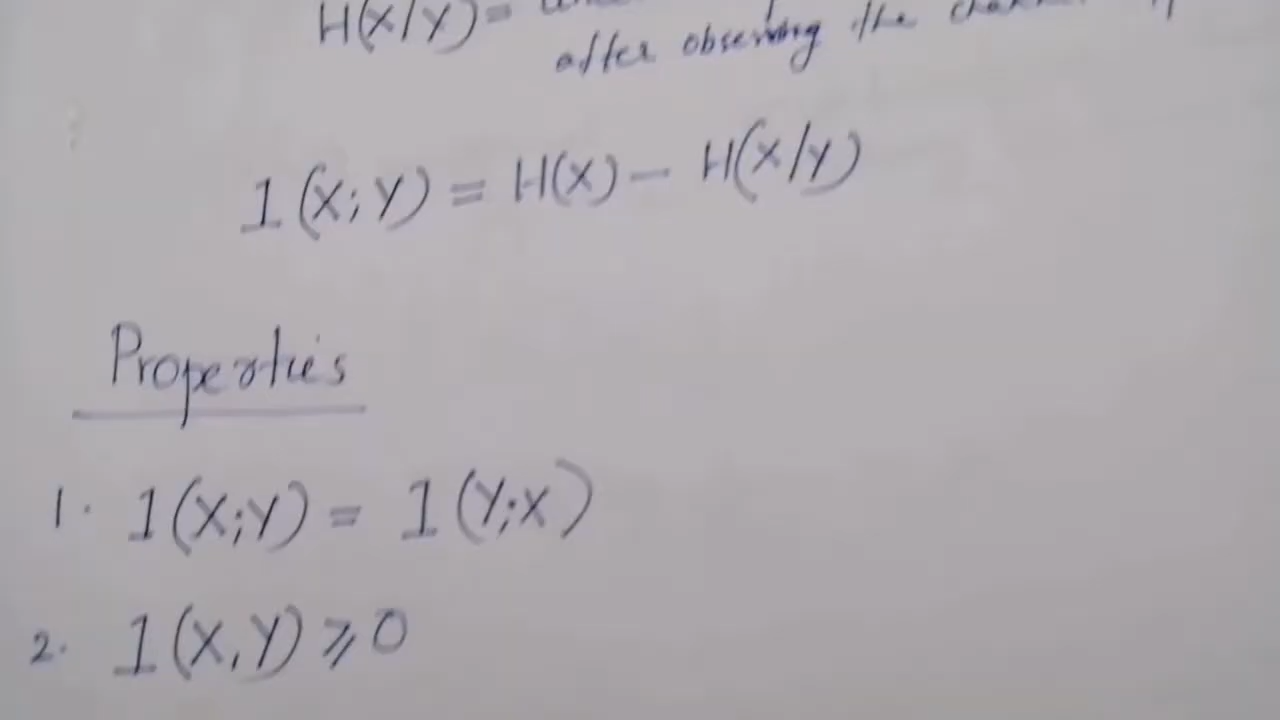 H(X/Y)=
after observing the
I(X;Y) = H(X) - H(X/Y)
Properties
1. I(X;Y) = I(Y;X)
2. I(X,Y) ⩾ 0